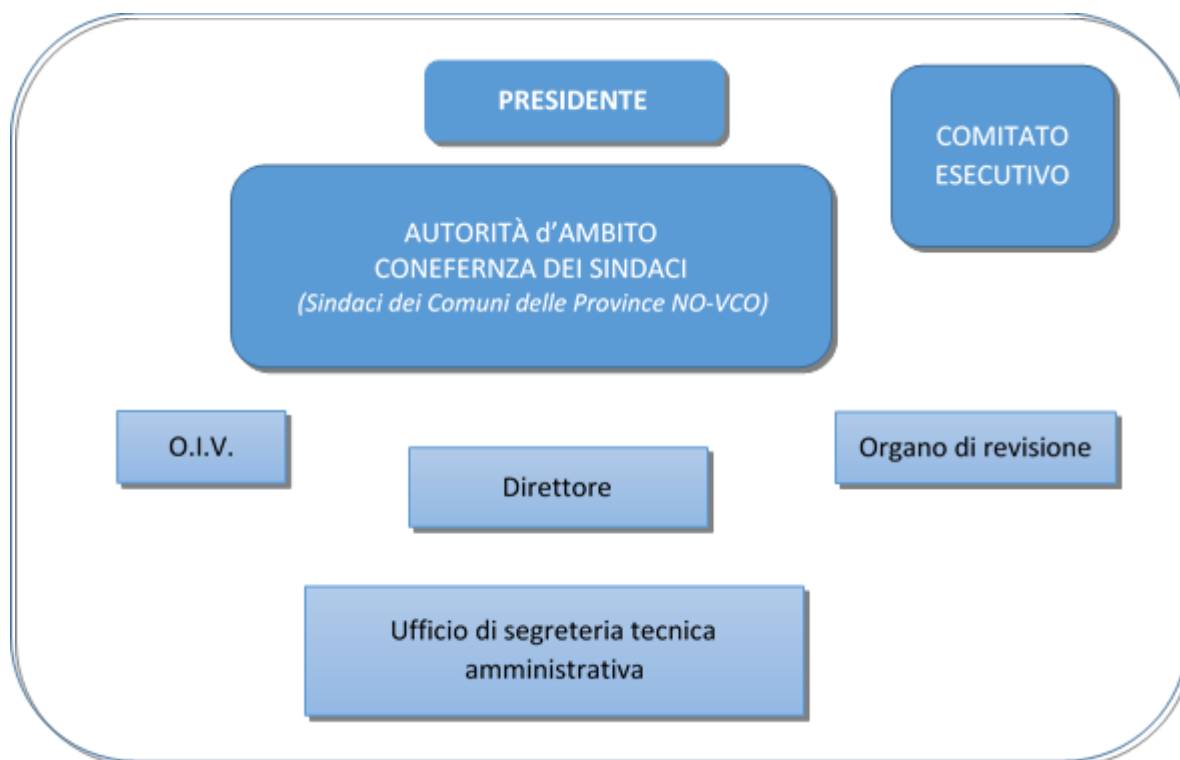 PRESIDENTE
COMITATO
ESECUTIVO
AUTORITÀ d’AMBITO
CONEFERNZA DEI SINDACI
(Sindaci dei Comuni delle Province NO-VCO)
O.I.V.
Organo di revisione
Direttore
Ufficio di segreteria tecnica
amministrativa